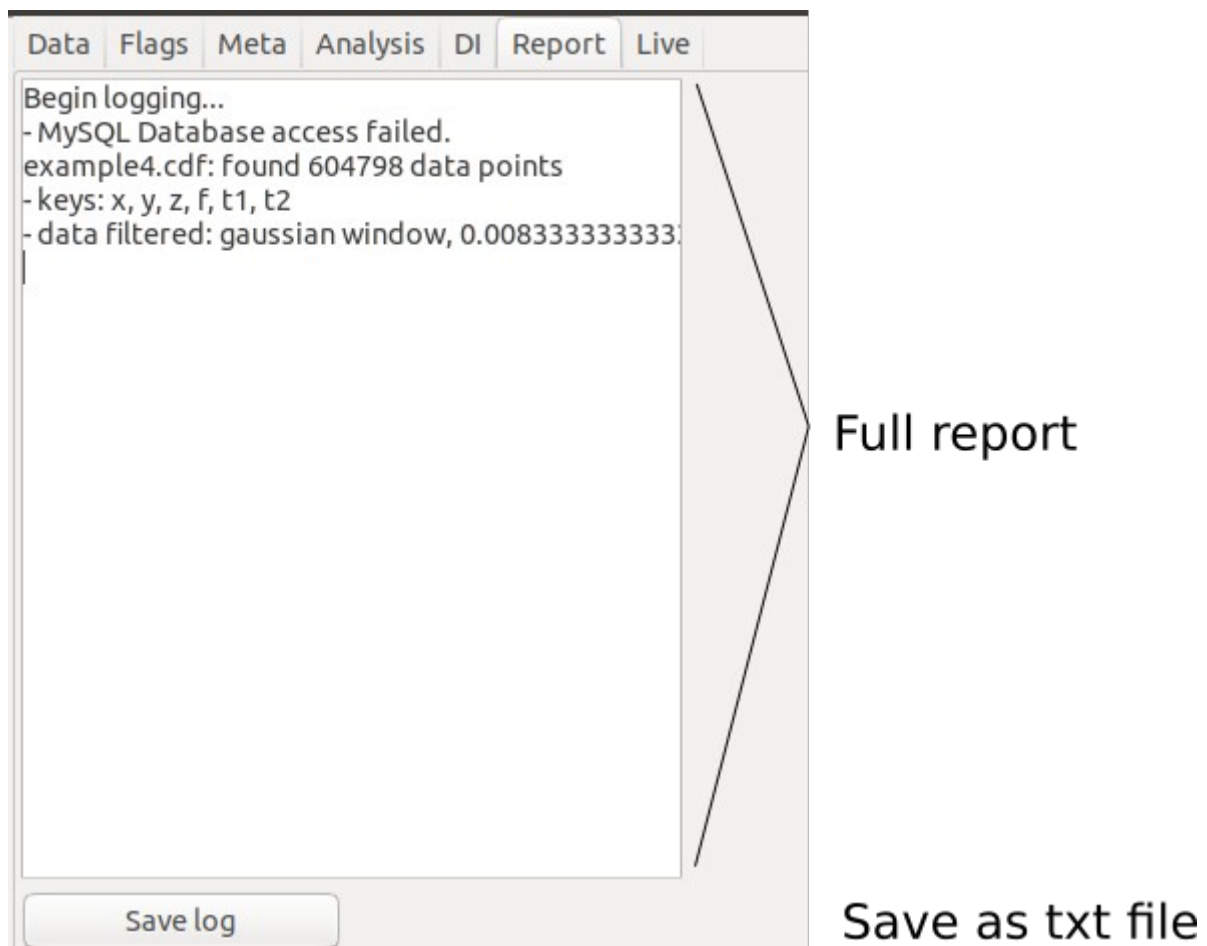 Data Flags Meta Analysis DI Report Live
Begin logging...
- MySQL Database access failed.
example4.cdf: found 604798 data points
- keys: x, y, z, f, t1, t2
- data filtered: gaussian window, 0.008333333333
Full report
Save log
Save as txt file